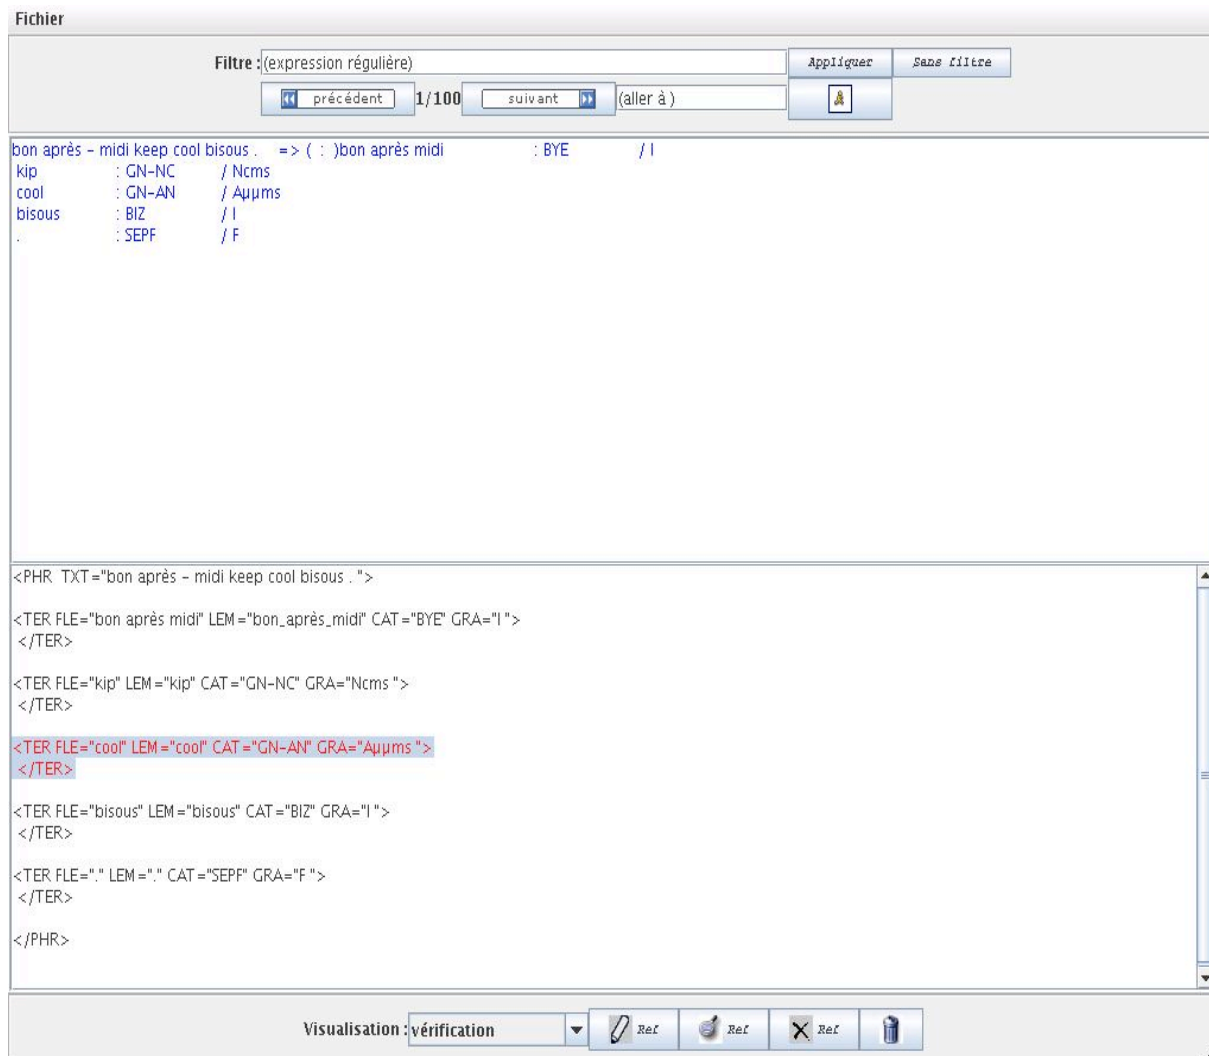 Fichier
Filtre : (expression régulière) Appliquer Sans filtre
précédent 1/100 suivant (aller à )
A
bon après - midi keep cool bisous . => ( : )bon après midi : BYE / I
kip : GN-NC / Ncms
cool : GN-AN / Aµµms
bisous : BIZ / I
. : SEPF / F
<PHR TXT="bon après - midi keep cool bisous . ">
<TER FLE="bon après midi" LEM="bon_après_midi" CAT="BYE" GRA="I ">
</TER>
<TER FLE="kip" LEM="kip" CAT="GN-NC" GRA="Ncms ">
</TER>
<TER FLE="cool" LEM="cool" CAT="GN-AN" GRA="Aµµms ">
</TER>
<TER FLE="bisous" LEM="bisous" CAT="BIZ" GRA="I ">
</TER>
<TER FLE="." LEM="." CAT="SEPF" GRA="F ">
</TER>
</PHR>
Visualisation : vérification Ref Ref Ref